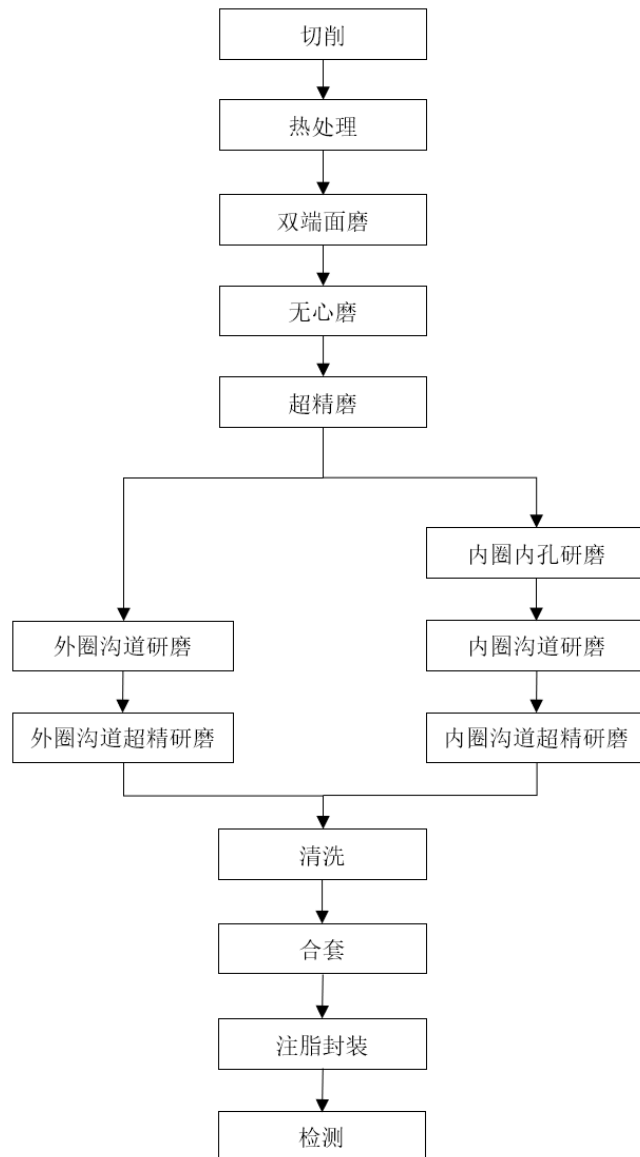 切削
热处理
双端面磨
无心磨
超精磨
内圈内孔研磨
外圈沟道研磨
内圈沟道研磨
外圈沟道超精研磨
内圈沟道超精研磨
清洗
合套
注脂封装
检测